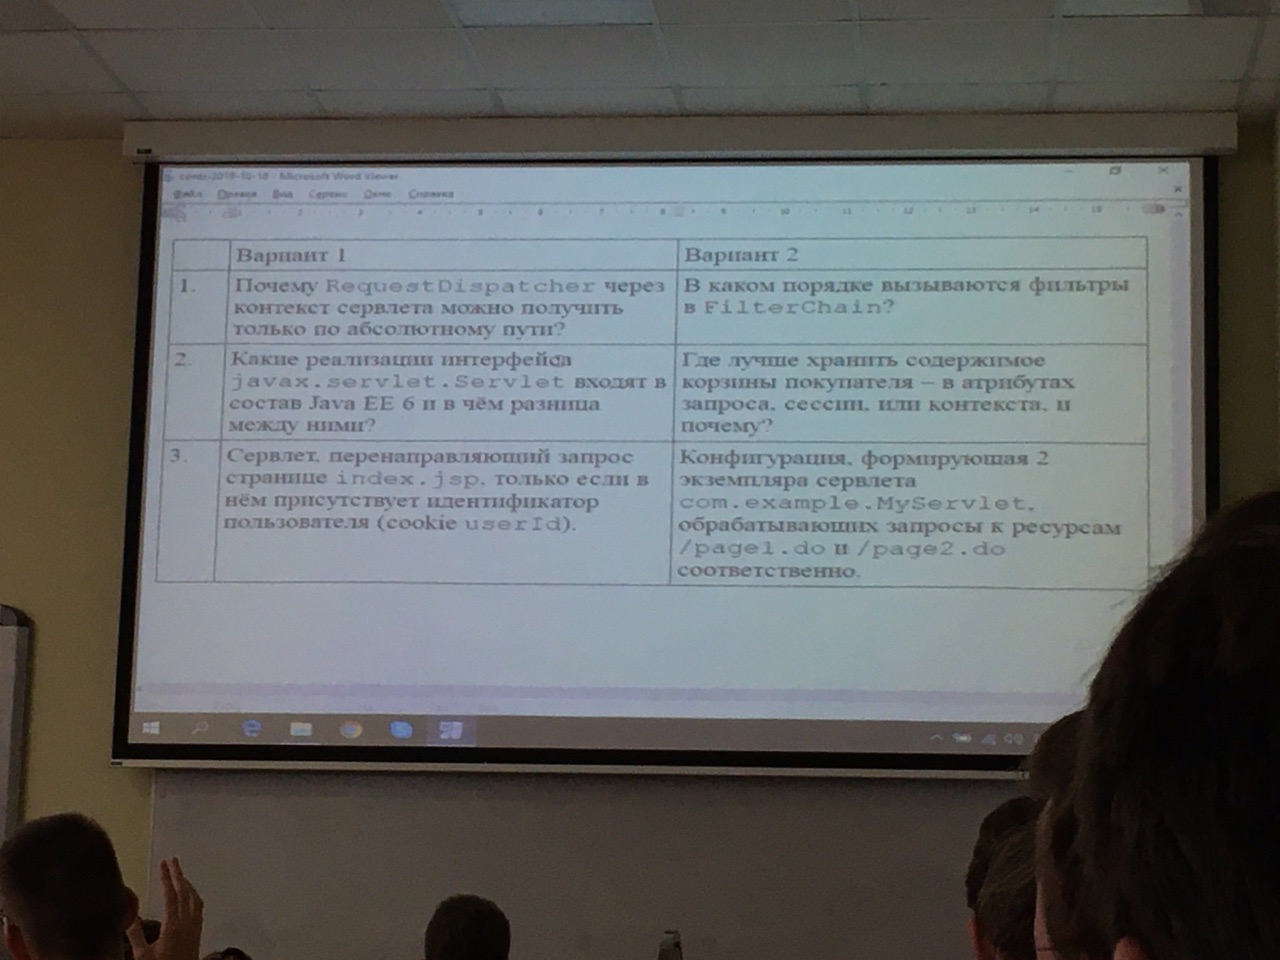 contr-2019-10-18 - Microsoft Word Viewer
Файл Правка Вид Сервис Окно Справка
Вариант 1
Вариант 2
1.
Почему RequestDispatcher через
контекст сервлета можно получить
только по абсолютному пути?
В каком порядке вызываются фильтры
в FilterChain?
2.
Какие реализации интерфейса
javax.servlet.Servlet входят в
состав Java EE 6 и в чём разница
между ними?
Где лучше хранить содержимое
корзины покупателя – в атрибутах
запроса, сессии, или контекста, и
почему?
3.
Сервлет, перенаправляющий запрос
странице index.jsp, только если в
нём присутствует идентификатор
пользователя (cookie userId).
Конфигурация, формирующая 2
экземпляра сервлета
com.example.MyServlet,
обрабатывающих запросы к ресурсам
/page1.do и /page2.do
соответственно.